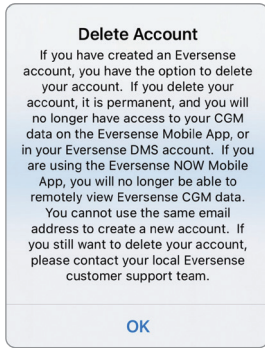 Delete Account
If you have created an Eversense
account, you have the option to delete
your account.  If you delete your
account, it is permanent, and you will
no longer have access to your CGM
data on the Eversense Mobile App, or
in your Eversense DMS account.  If you
are using the Eversense NOW Mobile
App, you will no longer be able to
remotely view Eversense CGM data.
You cannot use the same email
address to create a new account.  If
you still want to delete your account,
please contact your local Eversense
customer support team.
OK